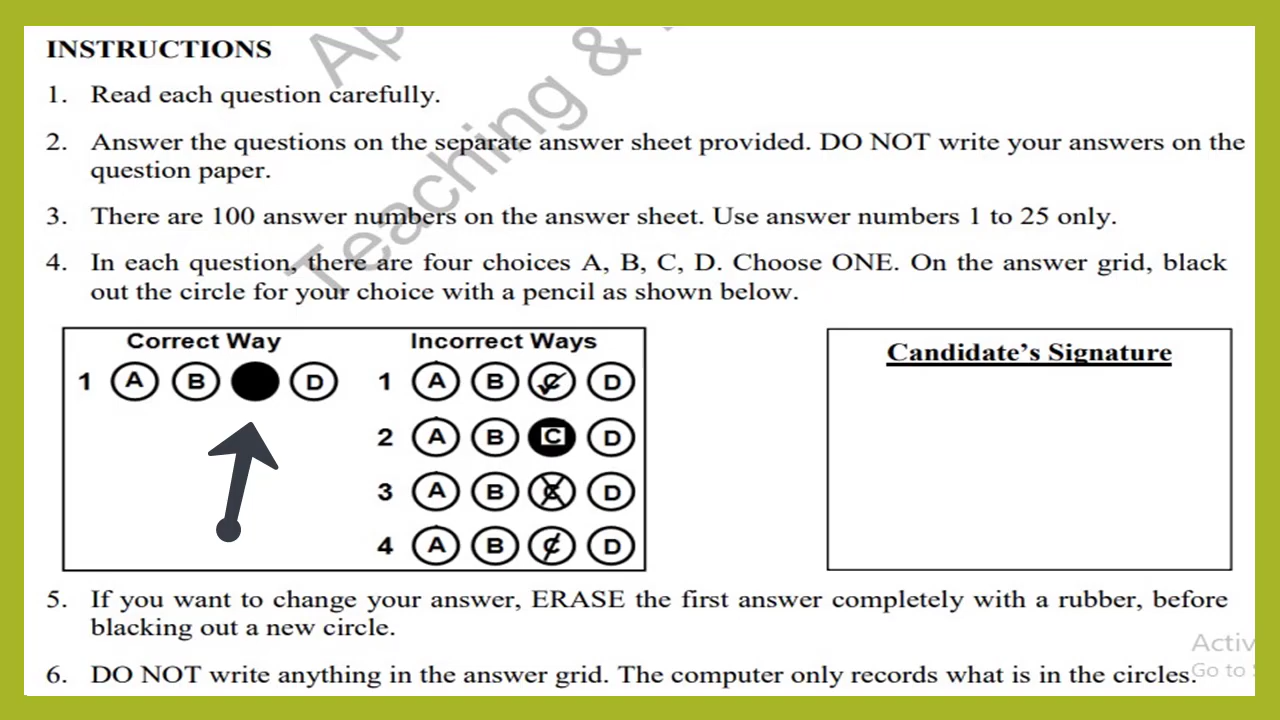 INSTRUCTIONS
1. Read each question carefully.
2. Answer the questions on the separate answer sheet provided. DO NOT write your answers on the
question paper.
3. There are 100 answer numbers on the answer sheet. Use answer numbers 1 to 25 only.
4. In each question, there are four choices A, B, C, D. Choose ONE. On the answer grid, black
out the circle for your choice with a pencil as shown below.
Correct Way
1 A B D
Incorrect Ways
1 A B C D
2 A B C D
3 A B C D
4 A B C D
Candidate's Signature
5. If you want to change your answer, ERASE the first answer completely with a rubber, before
blacking out a new circle.
6. DO NOT write anything in the answer grid. The computer only records what is in the circles.
Teaching &
Go to